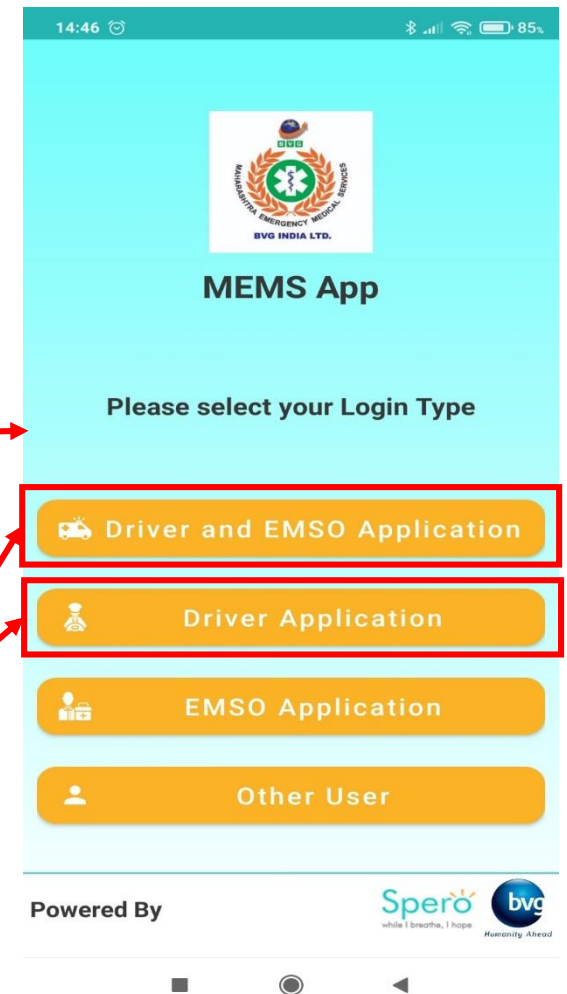 14:46
85%
BVG
MAHARASHTRA EMERGENCY MEDICAL SERVICES
BVG INDIA LTD.
MEMS App
Please select your Login Type
Driver and EMSO Application
Driver Application
EMSO Application
Other User
Powered By
Spero
while I breathe, I hope
bvg
Humanity Ahead